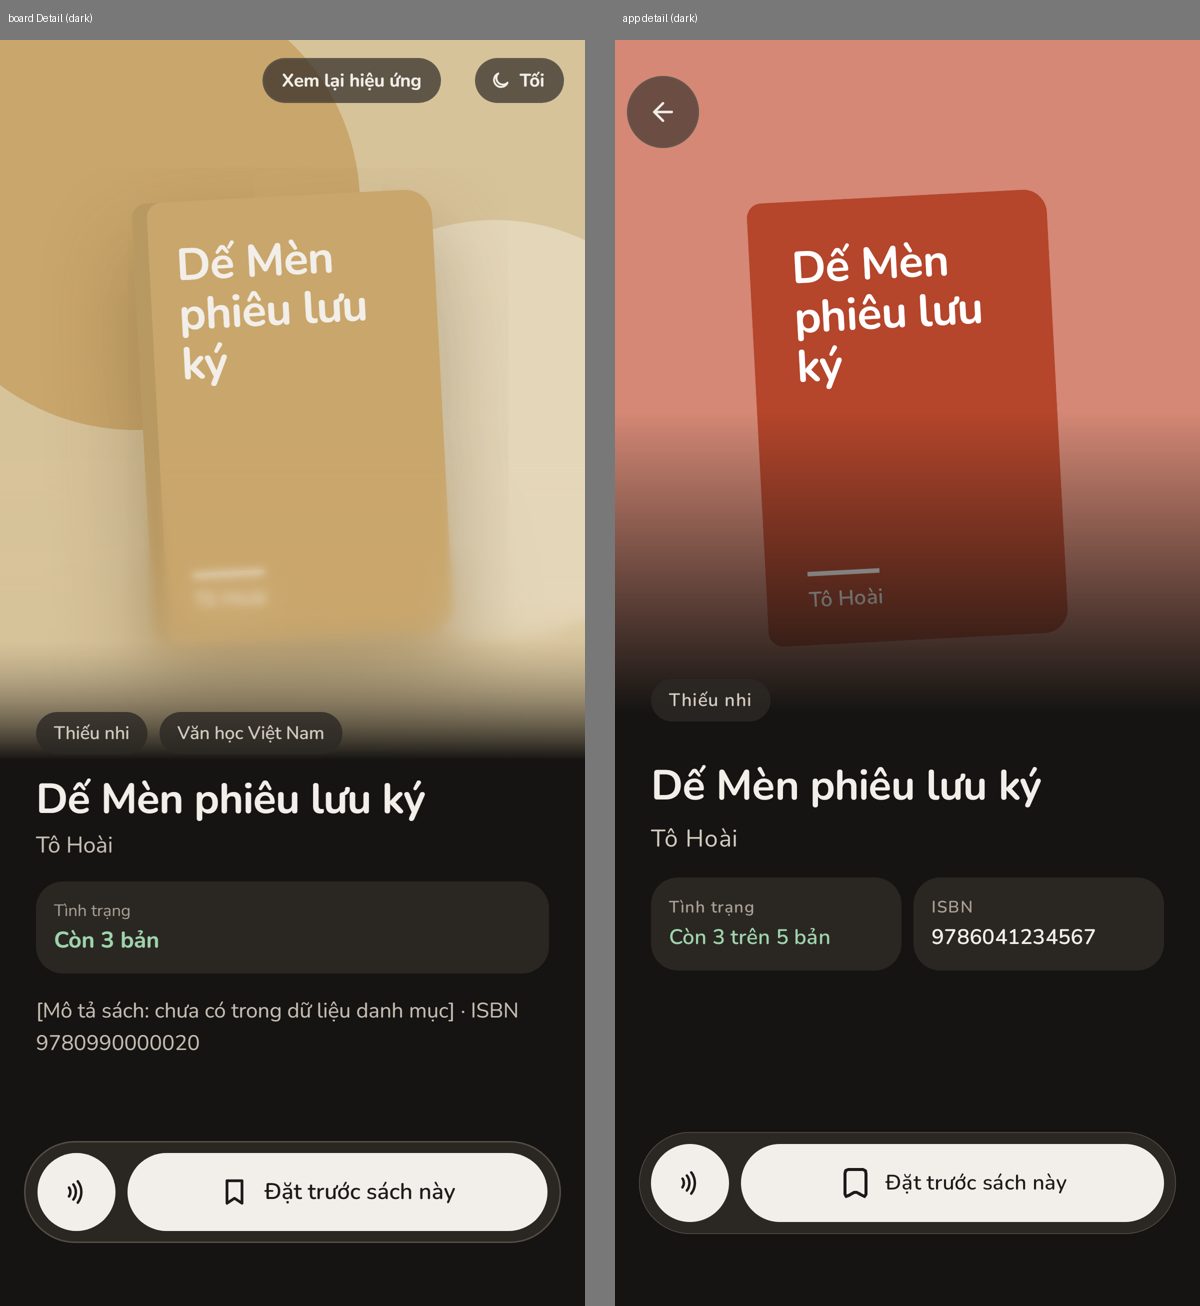 board Detail (dark)
Xem lại hiệu ứng
Tối
Dế Mèn
phiêu lưu
ký
Tô Hoài
Thiếu nhi
Văn học Việt Nam
Dế Mèn phiêu lưu ký
Tô Hoài
Tình trạng
Còn 3 bản
[Mô tả sách: chưa có trong dữ liệu danh mục] · ISBN
9780990000020
Đặt trước sách này
app detail (dark)
Dế Mèn
phiêu lưu
ký
Tô Hoài
Thiếu nhi
Dế Mèn phiêu lưu ký
Tô Hoài
Tình trạng
Còn 3 trên 5 bản
ISBN
9786041234567
Đặt trước sách này